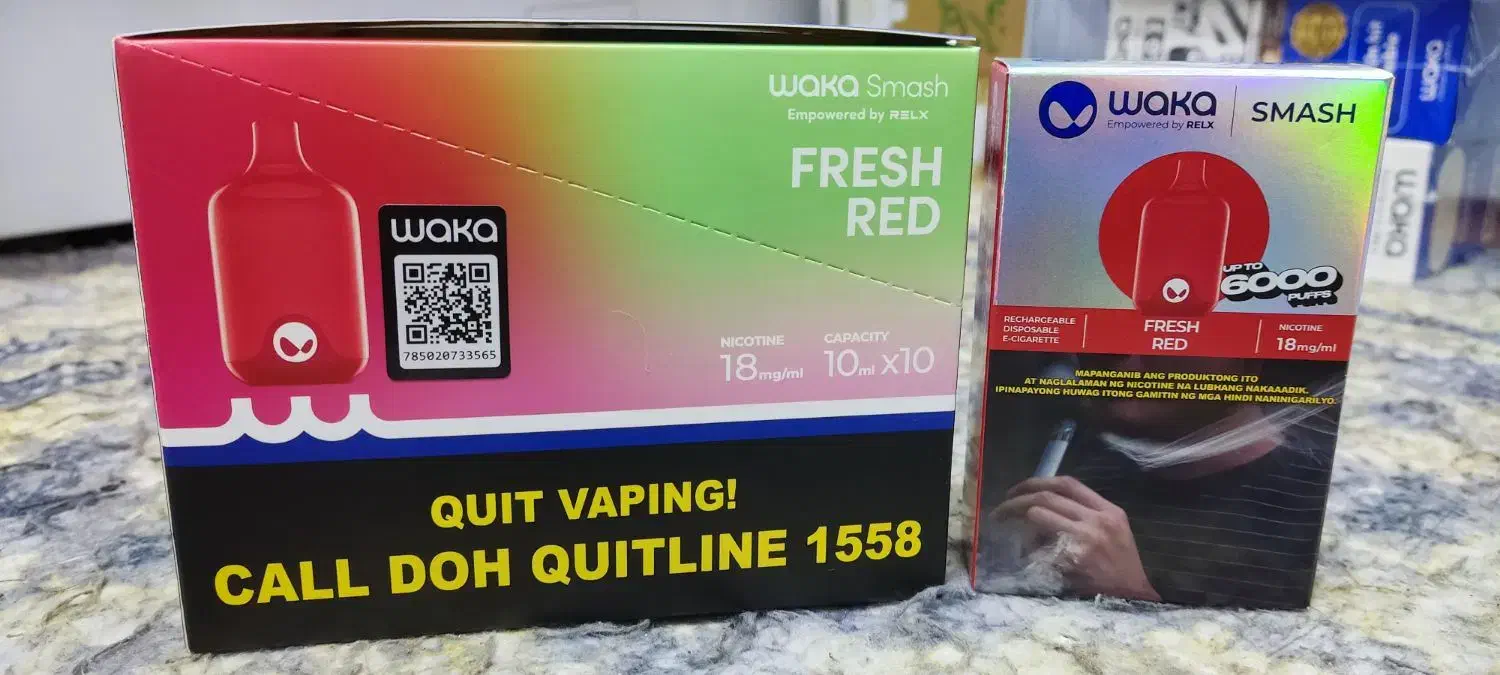 waka Smash
Empowered by RELX
FRESH
RED
waka
785020733565
NICOTINE
18mg/ml
CAPACITY
10ml x10
QUIT VAPING!
CALL DOH QUITLINE 1558
waka
Empowered by RELX
SMASH
UP TO
6000
PUFFS
RECHARGEABLE
DISPOSABLE
E-CIGARETTE
FRESH
RED
NICOTINE
18mg/ml
MAPANGANIB ANG PRODUKTONG ITO
AT NAGLALAMAN NG NICOTINE NA LUBHANG NAKAAADIK.
IPINAPAYONG HUWAG ITONG GAMITIN NG MGA HINDI NANINIGARILYO.
RELX
waka
waka